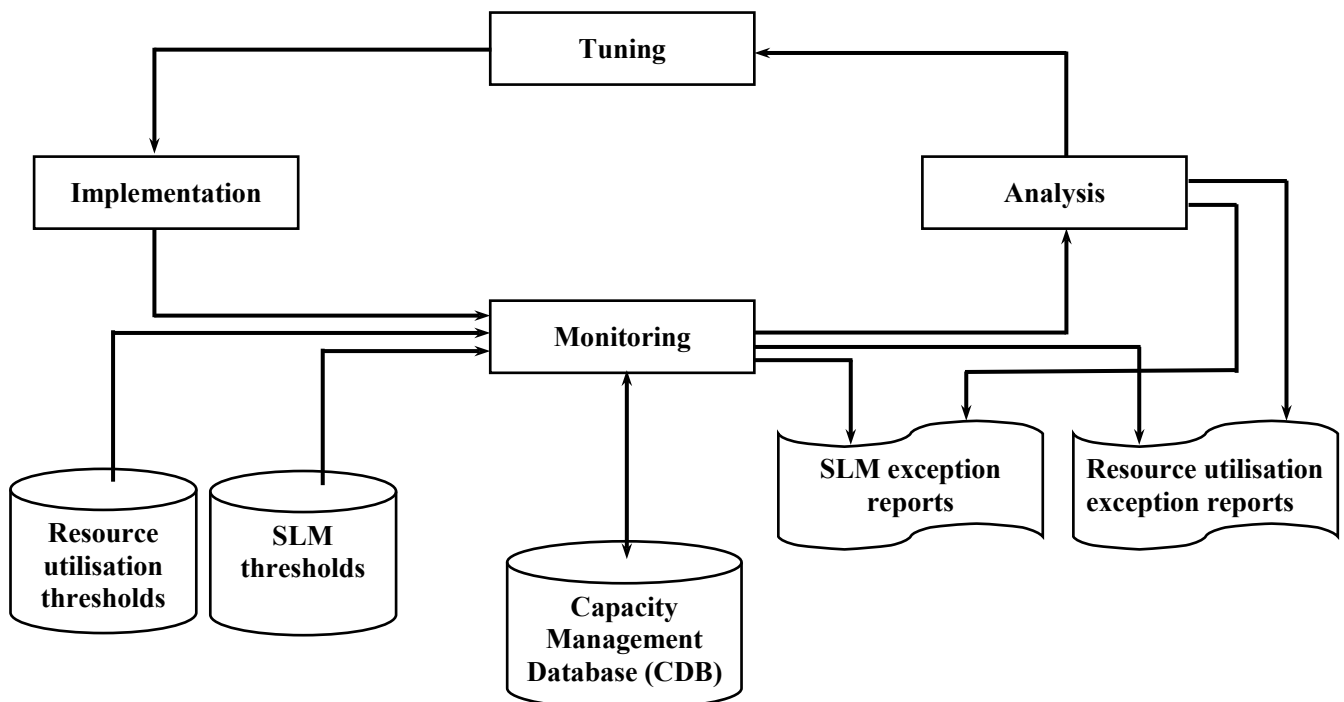 Tuning
Implementation
Analysis
Monitoring
SLM exception
reports
Resource utilisation
exception reports
Resource
utilisation
thresholds
SLM
thresholds
Capacity
Management
Database (CDB)